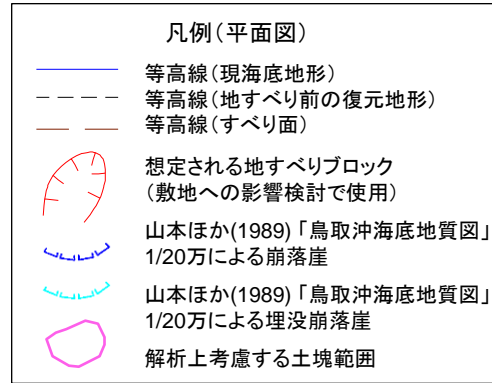 凡例(平面図)
等高線(現海底地形)
等高線(地すべり前の復元地形)
等高線(すべり面)
想定される地すべりブロック
(敷地への影響検討で使用)
山本ほか(1989)「鳥取沖海底地質図」
1/20万による崩落崖
山本ほか(1989)「鳥取沖海底地質図」
1/20万による埋没崩落崖
解析上考慮する土塊範囲